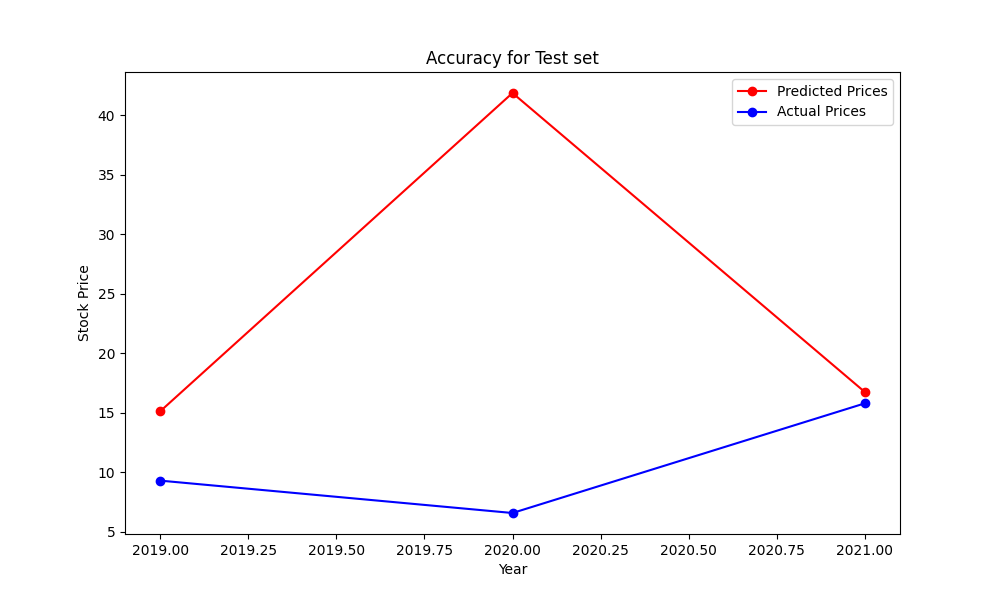 Accuracy for Test set
Predicted Prices
Actual Prices
40
35
30
25
20
15
10
5
Stock Price
2019.00 2019.25 2019.50 2019.75 2020.00 2020.25 2020.50 2020.75 2021.00
Year